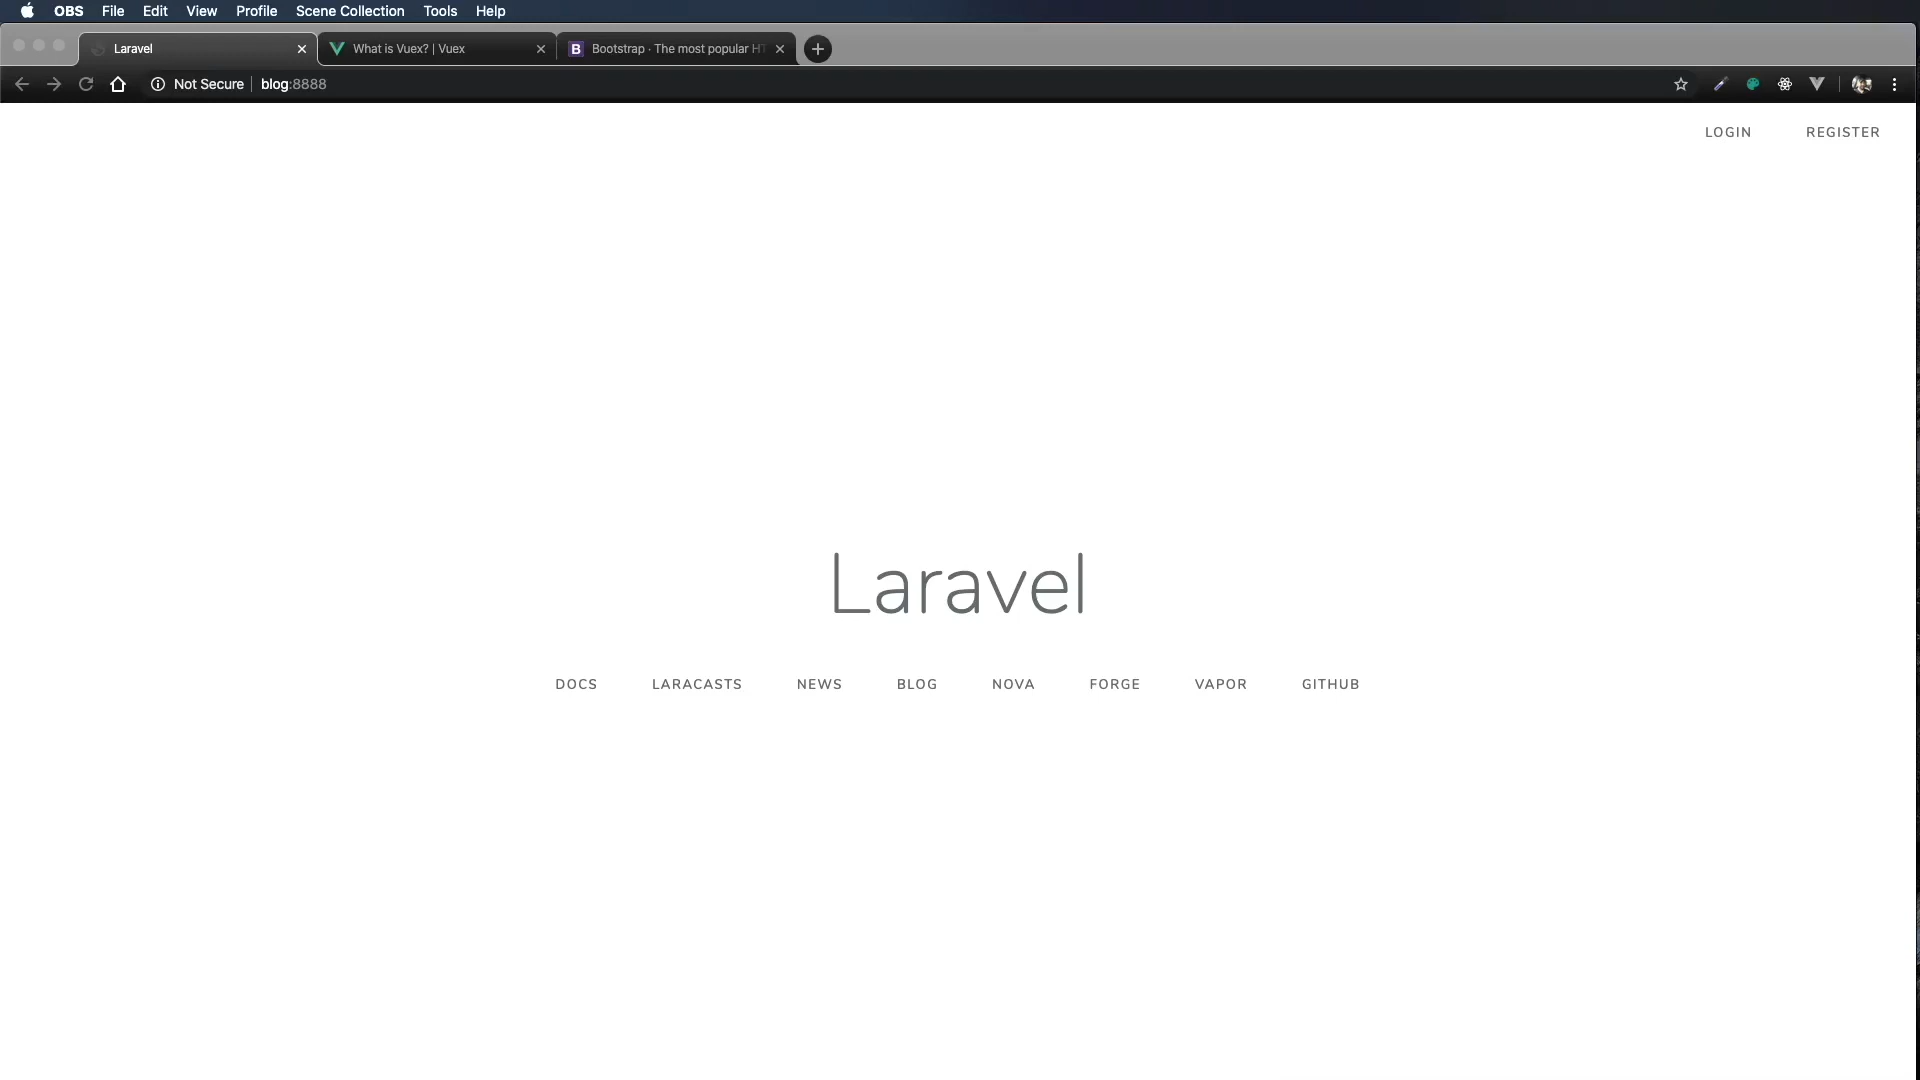 OBS File Edit View Profile Scene Collection Tools Help
Laravel What is Vuex? | Vuex B Bootstrap · The most popular HT
Not Secure blog:8888
LOGIN REGISTER
Laravel
DOCS LARACASTS NEWS BLOG NOVA FORGE VAPOR GITHUB